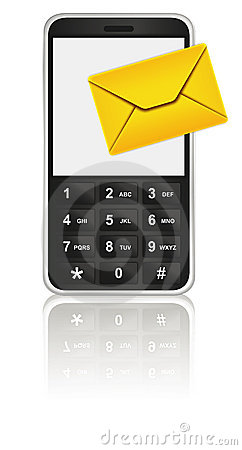 1 2 ABC 3 DEF
4 GHI 5 JKL 6 MNO
7 PQRS 8 TUV 9 WXYZ
* 0 #
dreamstime.com